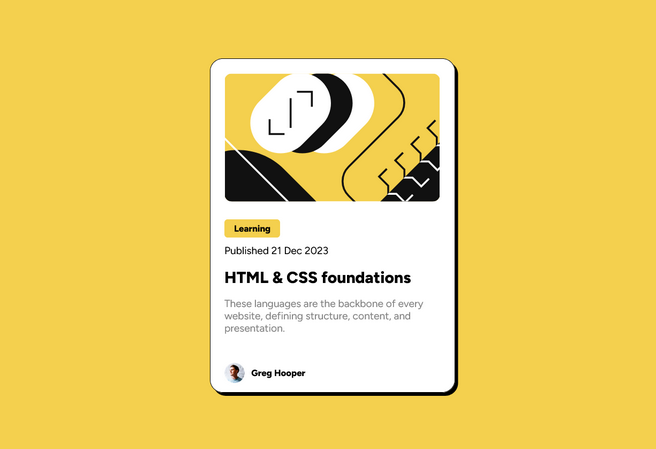 Learning
Published 21 Dec 2023
HTML & CSS foundations
These languages are the backbone of every
website, defining structure, content, and
presentation.
Greg Hooper